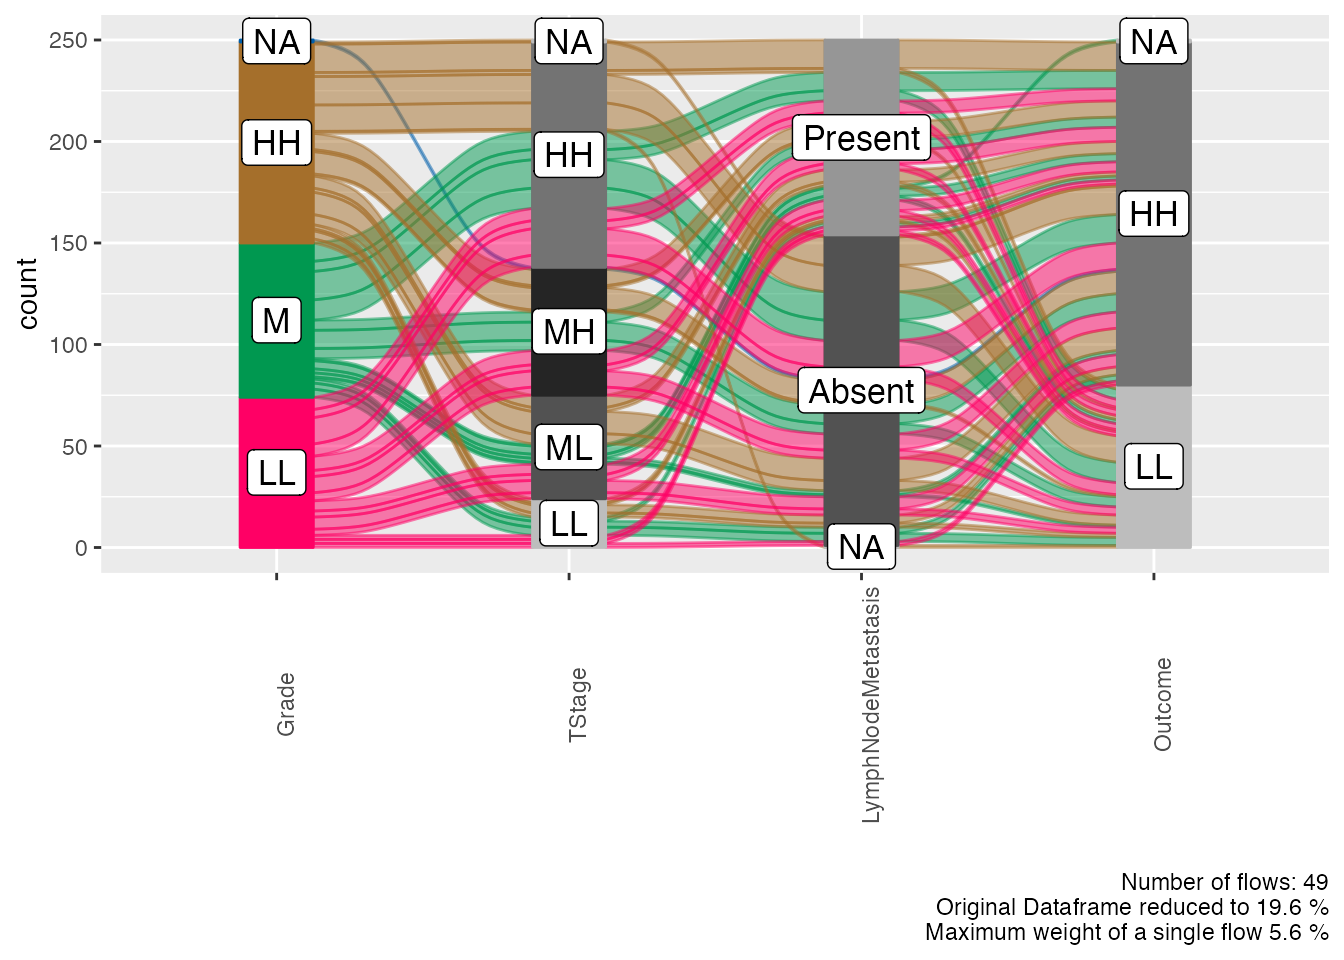 count
250
200
150
100
50
0
NA
HH
M
LL
NA
HH
MH
ML
LL
Present
Absent
NA
NA
HH
LL
Grade
TStage
LymphNodeMetastasis
Outcome
Number of flows: 49
Original Dataframe reduced to 19.6 %
Maximum weight of a single flow 5.6 %